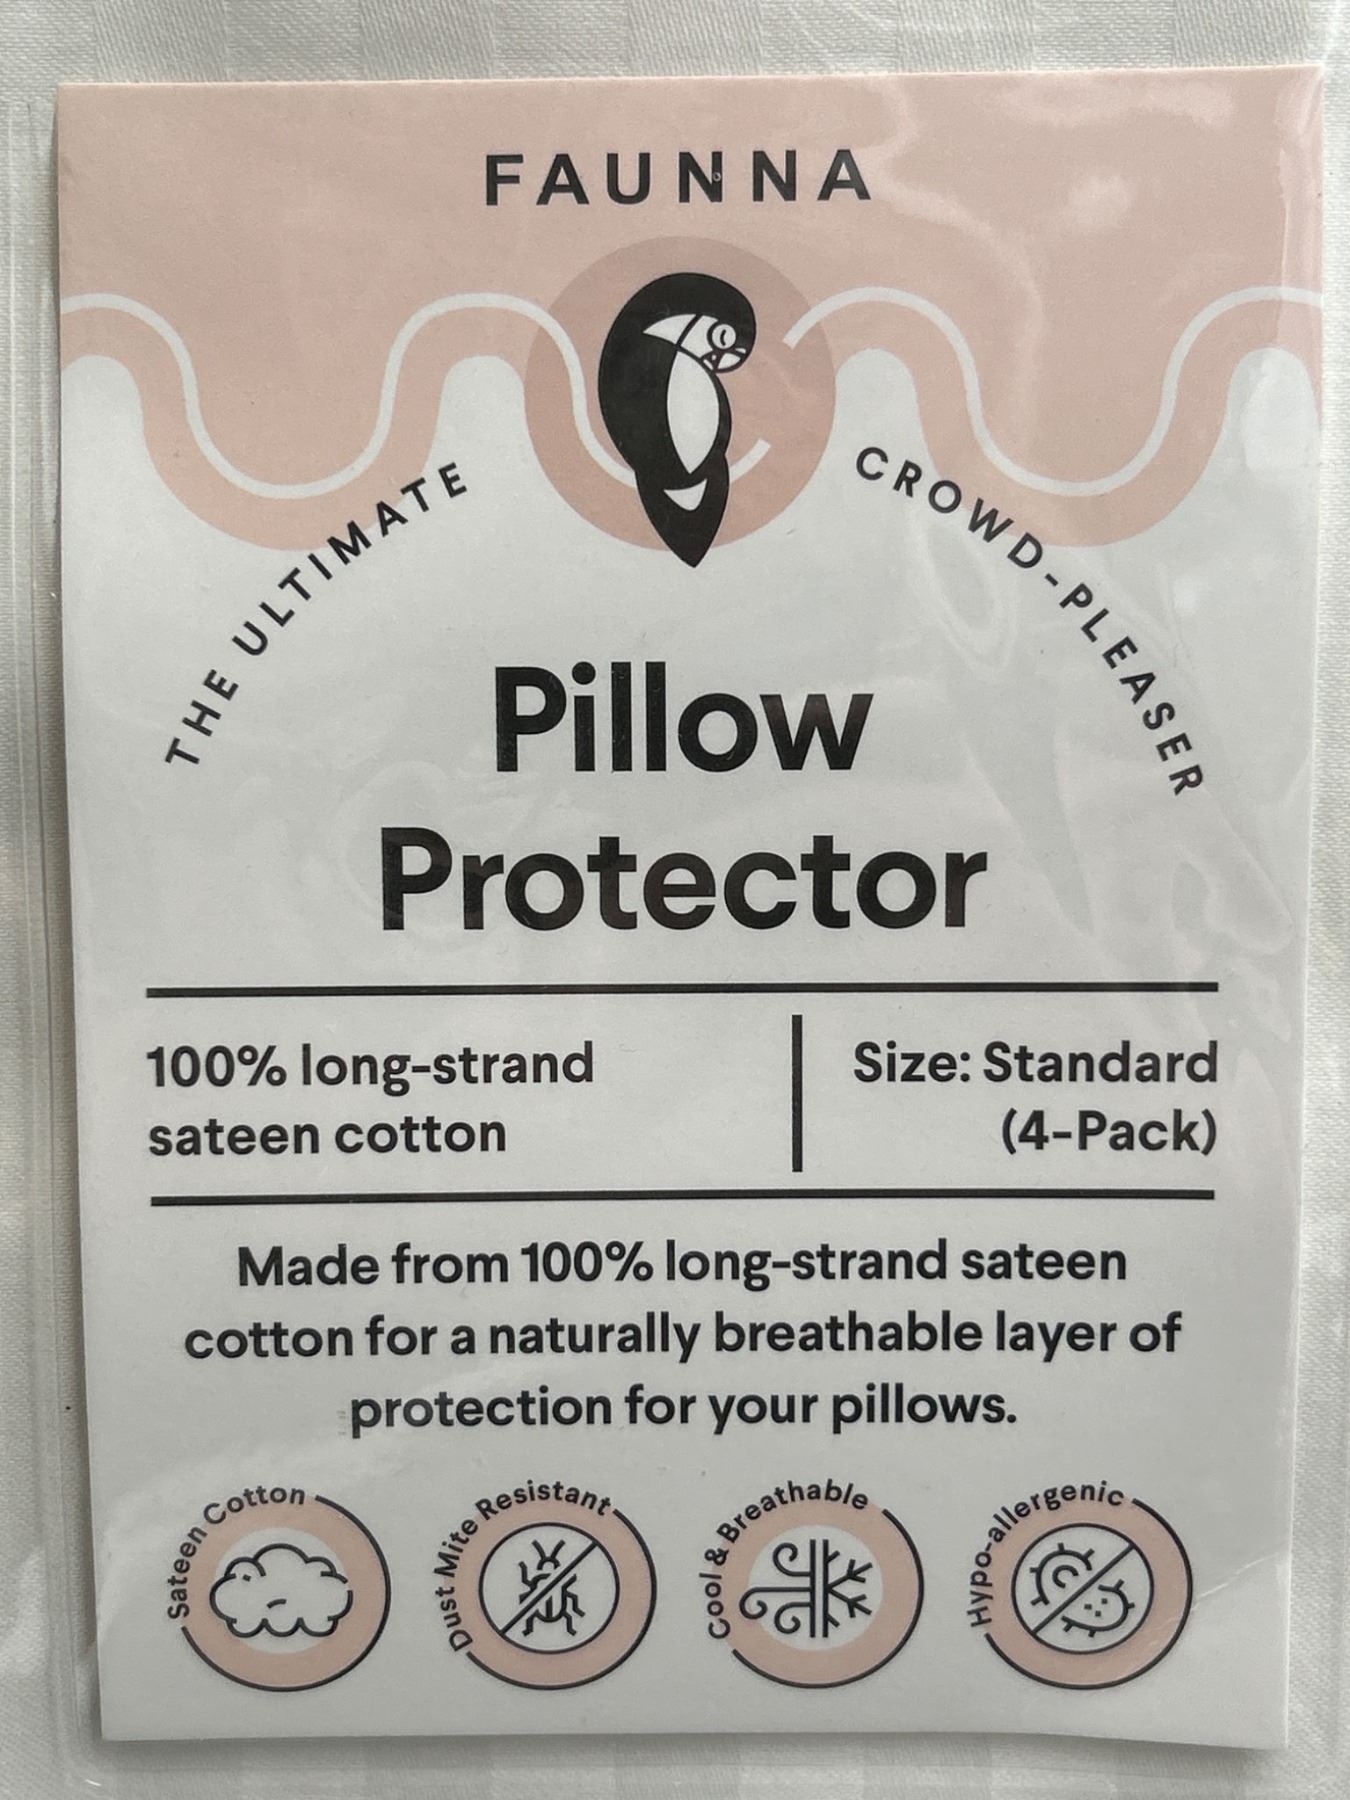 FAUNNA
THE ULTIMATE
CROWD-PLEASER
Pillow
Protector
100% long-strand
sateen cotton
Size: Standard
(4-Pack)
Made from 100% long-strand sateen
cotton for a naturally breathable layer of
protection for your pillows.
Sateen Cotton
Dust Mite Resistant
Cool & Breathable
Hypo-allergenic